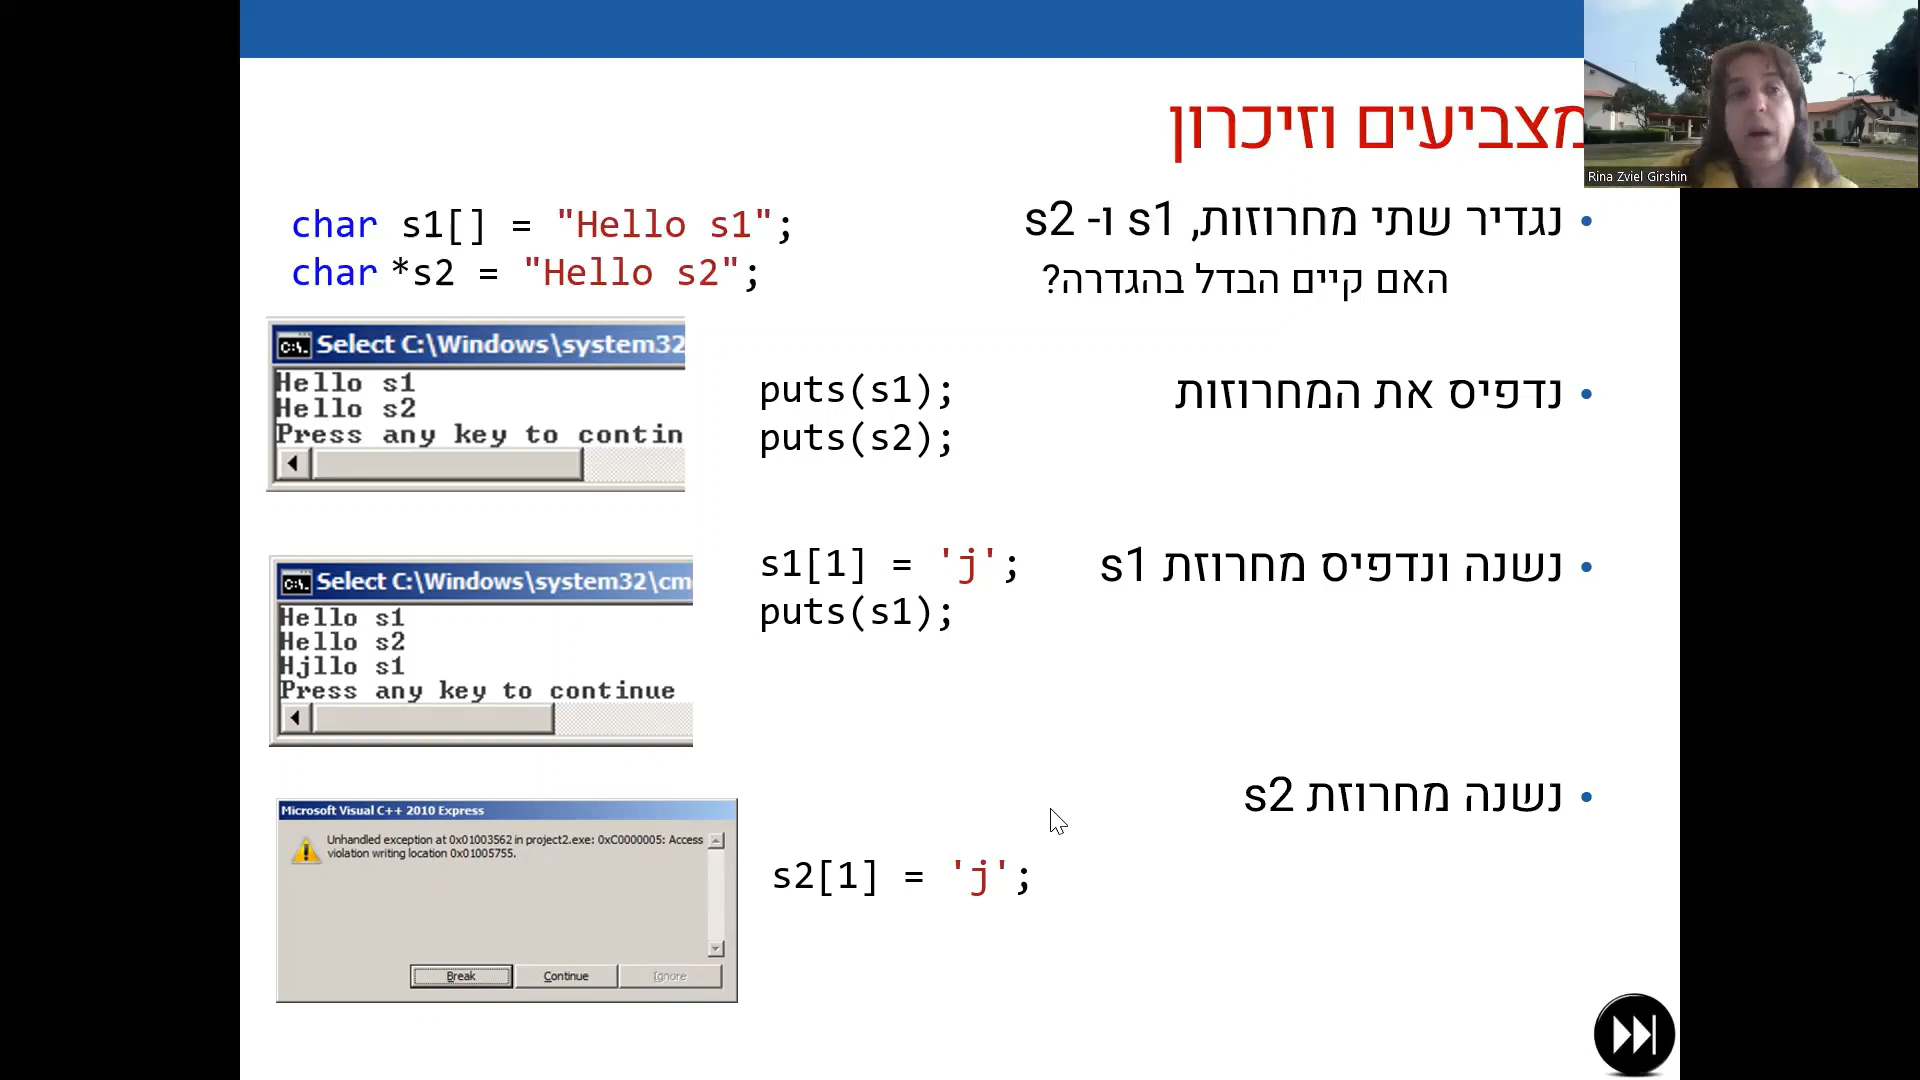 מצביעים וזיכרון
Rina Zviel Girshin
• נגדיר שתי מחרוזות, s1 ו- s2
האם קיים הבדל בהגדרה?
char s1[] = "Hello s1";
char *s2 = "Hello s2";
Select C:\Windows\system32
Hello s1
Hello s2
Press any key to contin
• נדפיס את המחרוזות
puts(s1);
puts(s2);
• נשנה ונדפיס מחרוזת s1
s1[1] = 'j';
puts(s1);
Select C:\Windows\system32\cm
Hello s1
Hello s2
Hjllo s1
Press any key to continue
• נשנה מחרוזת s2
s2[1] = 'j';
Microsoft Visual C++ 2010 Express
Unhandled exception at 0x01003562 in project2.exe: 0xC0000005: Access
violation writing location 0x01005755.
Break
Continue
Ignore